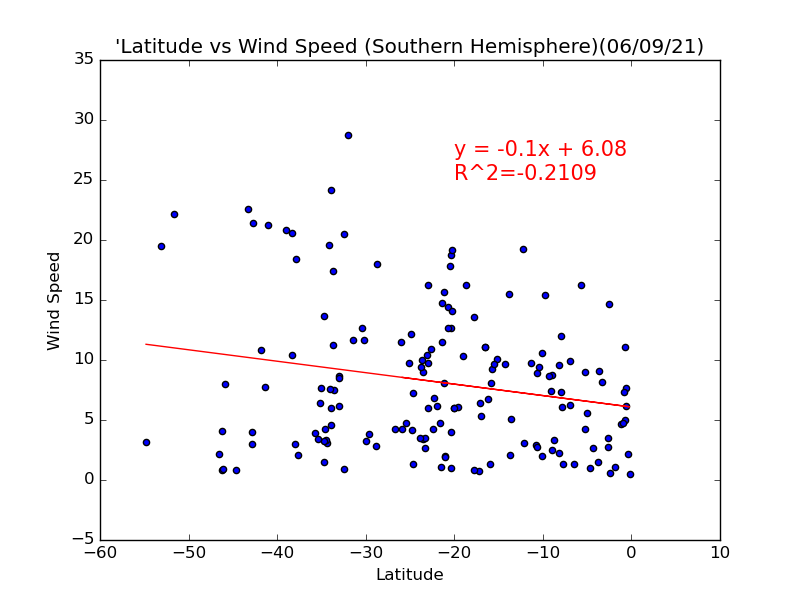 'Latitude vs Wind Speed (Southern Hemisphere)(06/09/21)
35
30
25
20
15
10
5
0
−5
Wind Speed
y = -0.1x + 6.08
R^2=-0.2109
−60 −50 −40 −30 −20 −10 0 10
Latitude